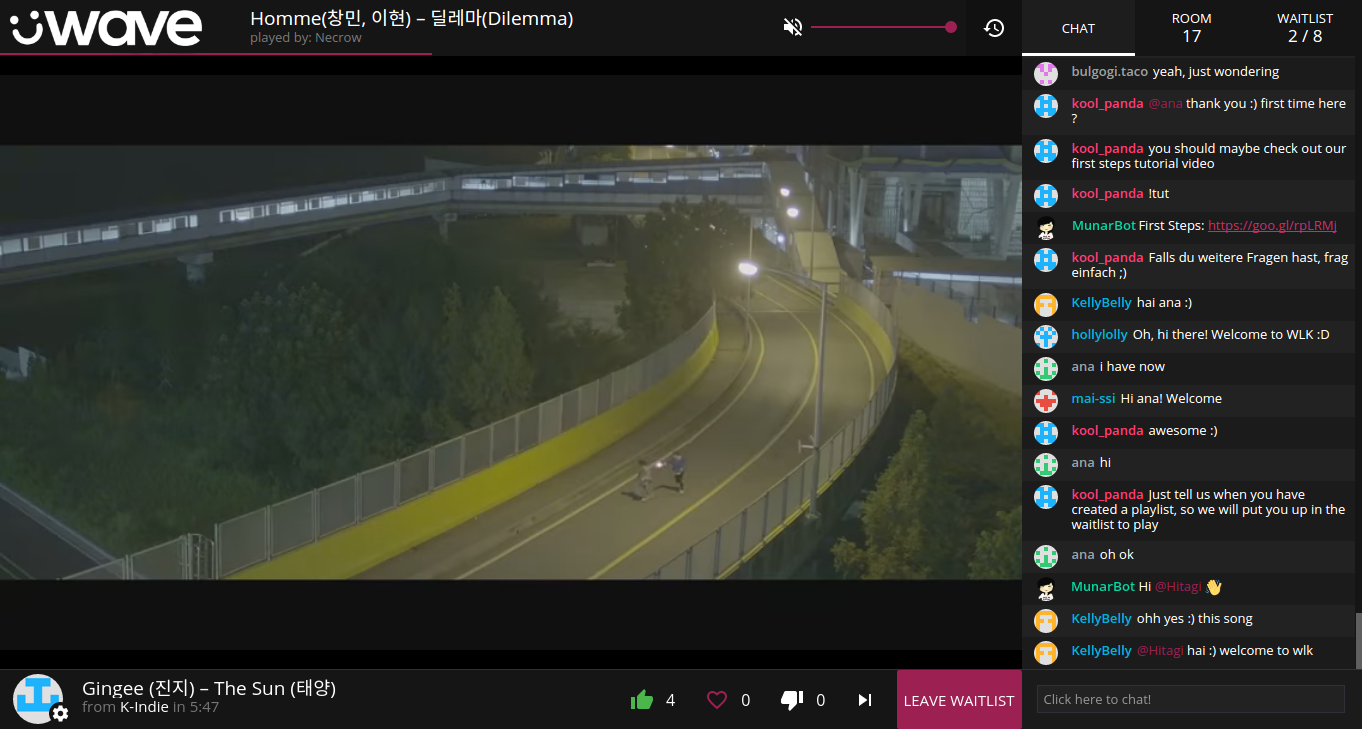 wave
Homme(창민, 이현) – 딜레마(Dilemma)
played by: Necrow
CHAT
ROOM
17
WAITLIST
2 / 8
bulgogi.taco yeah, just wondering
kool_panda @ana thank you :) first time here
?
kool_panda you should maybe check out our
first steps tutorial video
kool_panda !tut
MunarBot First Steps: https://goo.gl/rpLRMj
kool_panda Falls du weitere Fragen hast, frag
einfach ;)
KellyBelly hai ana :)
hollylolly Oh, hi there! Welcome to WLK :D
ana i have now
mai-ssi Hi ana! Welcome
kool_panda awesome :)
ana hi
kool_panda Just tell us when you have
created a playlist, so we will put you up in the
waitlist to play
ana oh ok
MunarBot Hi @Hitagi 👋
KellyBelly ohh yes :) this song
KellyBelly @Hitagi hai :) welcome to wlk
Gingee (진지) – The Sun (태양)
from K-Indie in 5:47
4
0
0
LEAVE WAITLIST
Click here to chat!